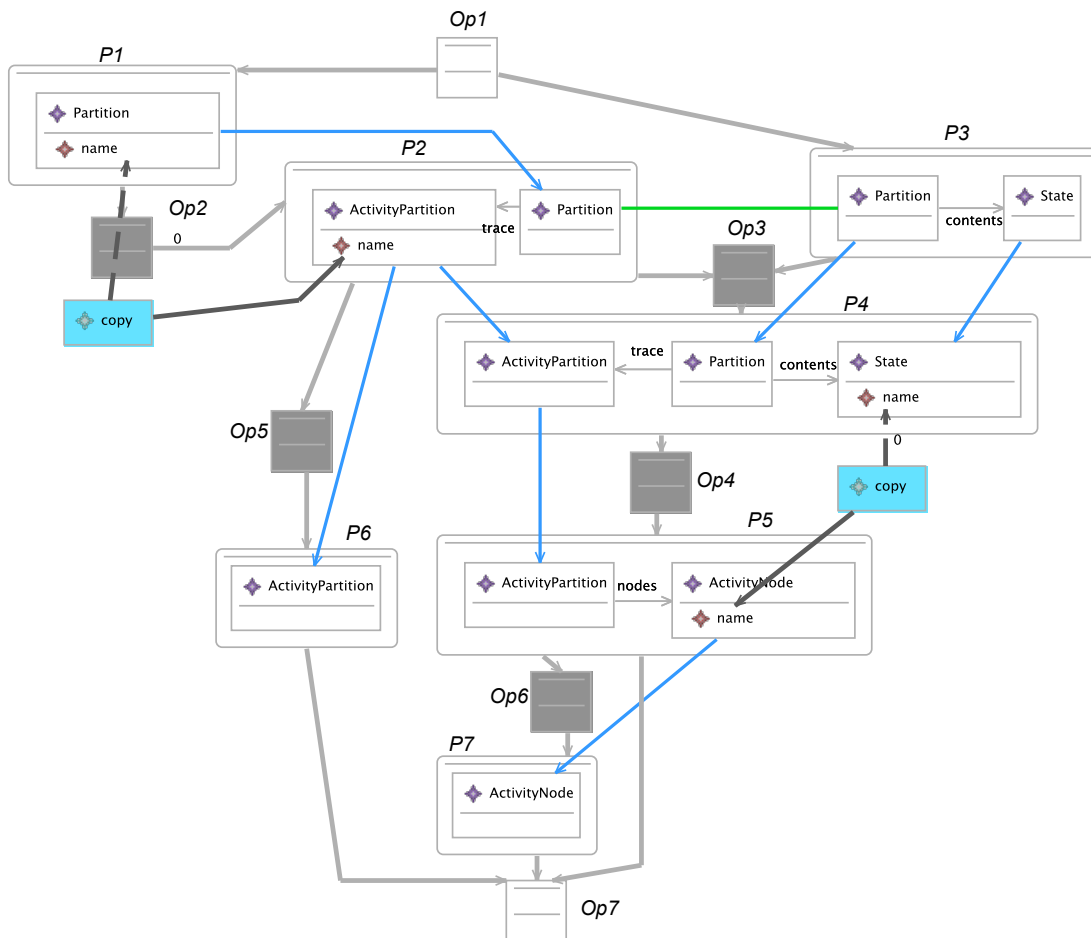 Op1
P1
Partition
name
P2
ActivityPartition
name
trace
Partition
P3
Partition
contents
State
Op2
0
copy
Op3
P4
ActivityPartition
trace
Partition
contents
State
name
0
copy
Op5
Op4
P5
ActivityPartition
nodes
ActivityNode
name
P6
ActivityPartition
Op6
P7
ActivityNode
Op7